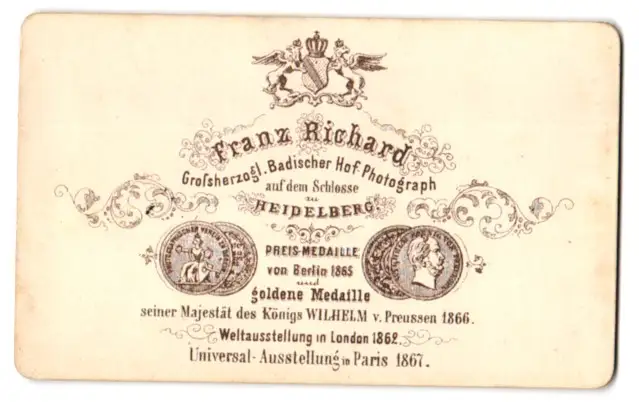 Franz Richard
Großherzogl. Badischer Hof-Photograph
auf dem Schlosse
zu
HEIDELBERG
PREIS-MEDAILLE
von Berlin 1865
und
goldene Medaille
seiner Majestät des Königs WILHELM v. Preussen 1866.
Weltausstellung in London 1862.
Universal-Ausstellung in Paris 1867.